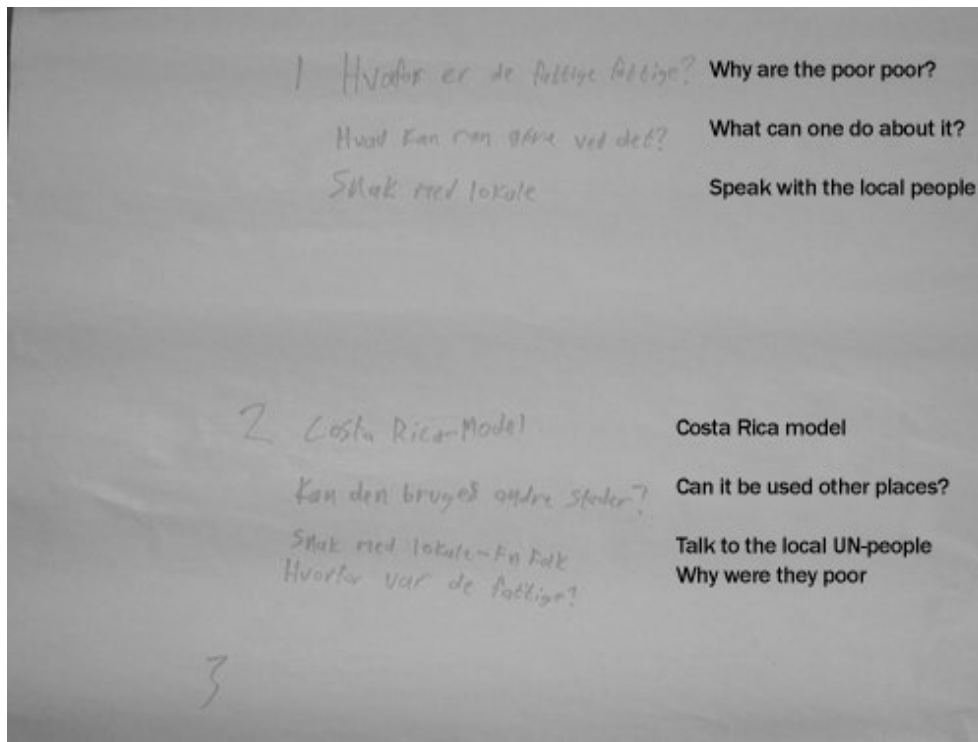 1 Hvorfor er de fattige fattige? Why are the poor poor?
Hvad kan man gøre ved det? What can one do about it?
Snak med lokale Speak with the local people
2 Costa Rica-Model Costa Rica model
Kan den bruges andre steder? Can it be used other places?
Snak med lokale-FN folk Talk to the local UN-people
Hvorfor var de fattige? Why were they poor
3